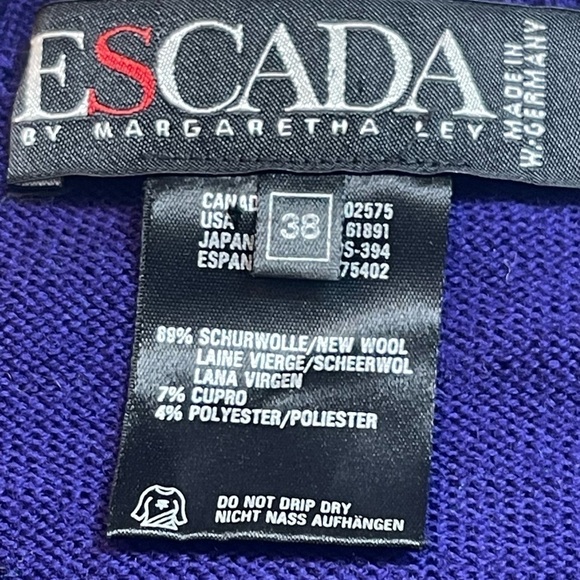 ESCADA
BY MARGARETHA LEY
MADE IN
W.GERMANY
38
CANAD 02575
USA 61891
JAPAN S-394
ESPAN 75402
89% SCHURWOLLE/NEW WOOL
LAINE VIERGE/SCHEERWOL
LANA VIRGEN
7% CUPRO
4% POLYESTER/POLIESTER
DO NOT DRIP DRY
NICHT NASS AUFHÄNGEN